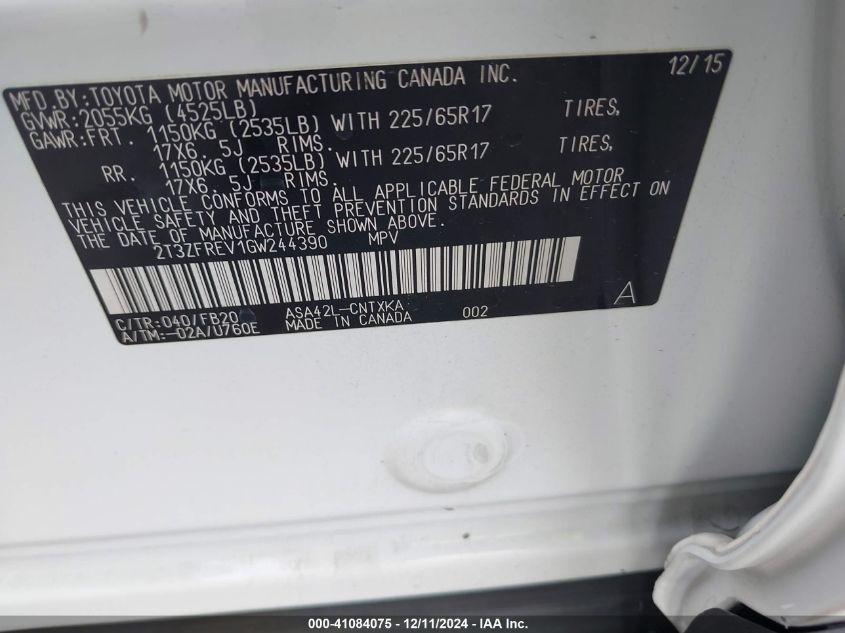 MFD.BY:TOYOTA MOTOR MANUFACTURING CANADA INC. 12/15
GVWR:2055KG (4525LB)
GAWR:FRT. 1150KG (2535LB) WITH 225/65R17 TIRES,
17X6.5J RIMS.
RR. 1150KG (2535LB) WITH 225/65R17 TIRES,
17X6.5J RIMS.
THIS VEHICLE CONFORMS TO ALL APPLICABLE FEDERAL MOTOR
VEHICLE SAFETY AND THEFT PREVENTION STANDARDS IN EFFECT ON
THE DATE OF MANUFACTURE SHOWN ABOVE.
2T3ZFREV1GW244390 MPV
A
C/TR:040/FB20 ASA42L-CNTXKA 002
A/TM:-02A/U760E MADE IN CANADA
000-41084075 - 12/11/2024 - IAA Inc.